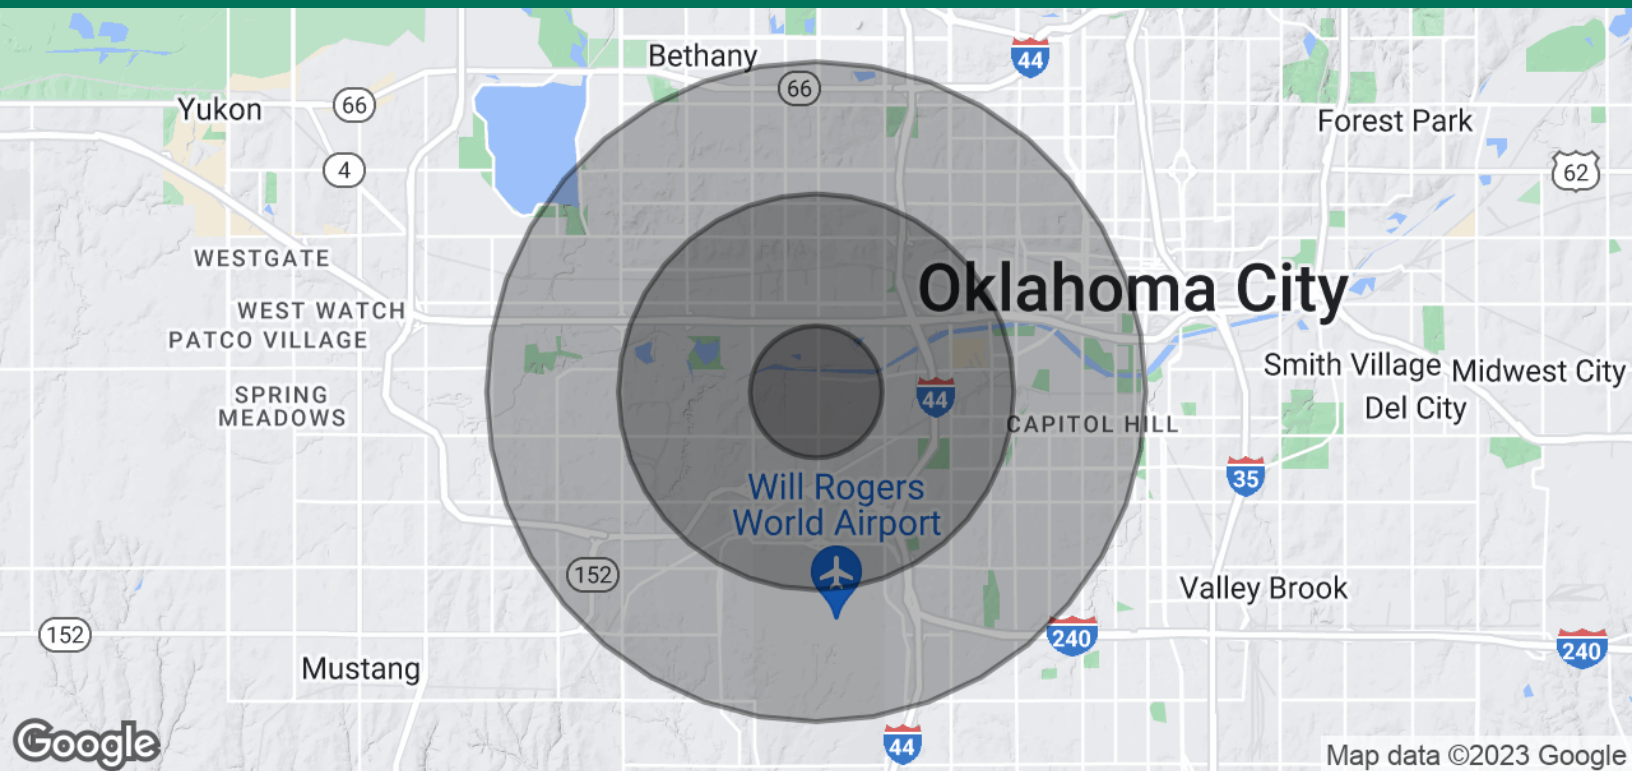 Bethany
44
66
Yukon
66
Forest Park
4
62
WESTGATE
Oklahoma City
WEST WATCH
PATCO VILLAGE
Smith Village
Midwest City
SPRING
MEADOWS
44
Del City
CAPITOL HILL
35
Will Rogers
World Airport
152
Valley Brook
152
240
240
Mustang
Google
44
Map data ©2023 Google